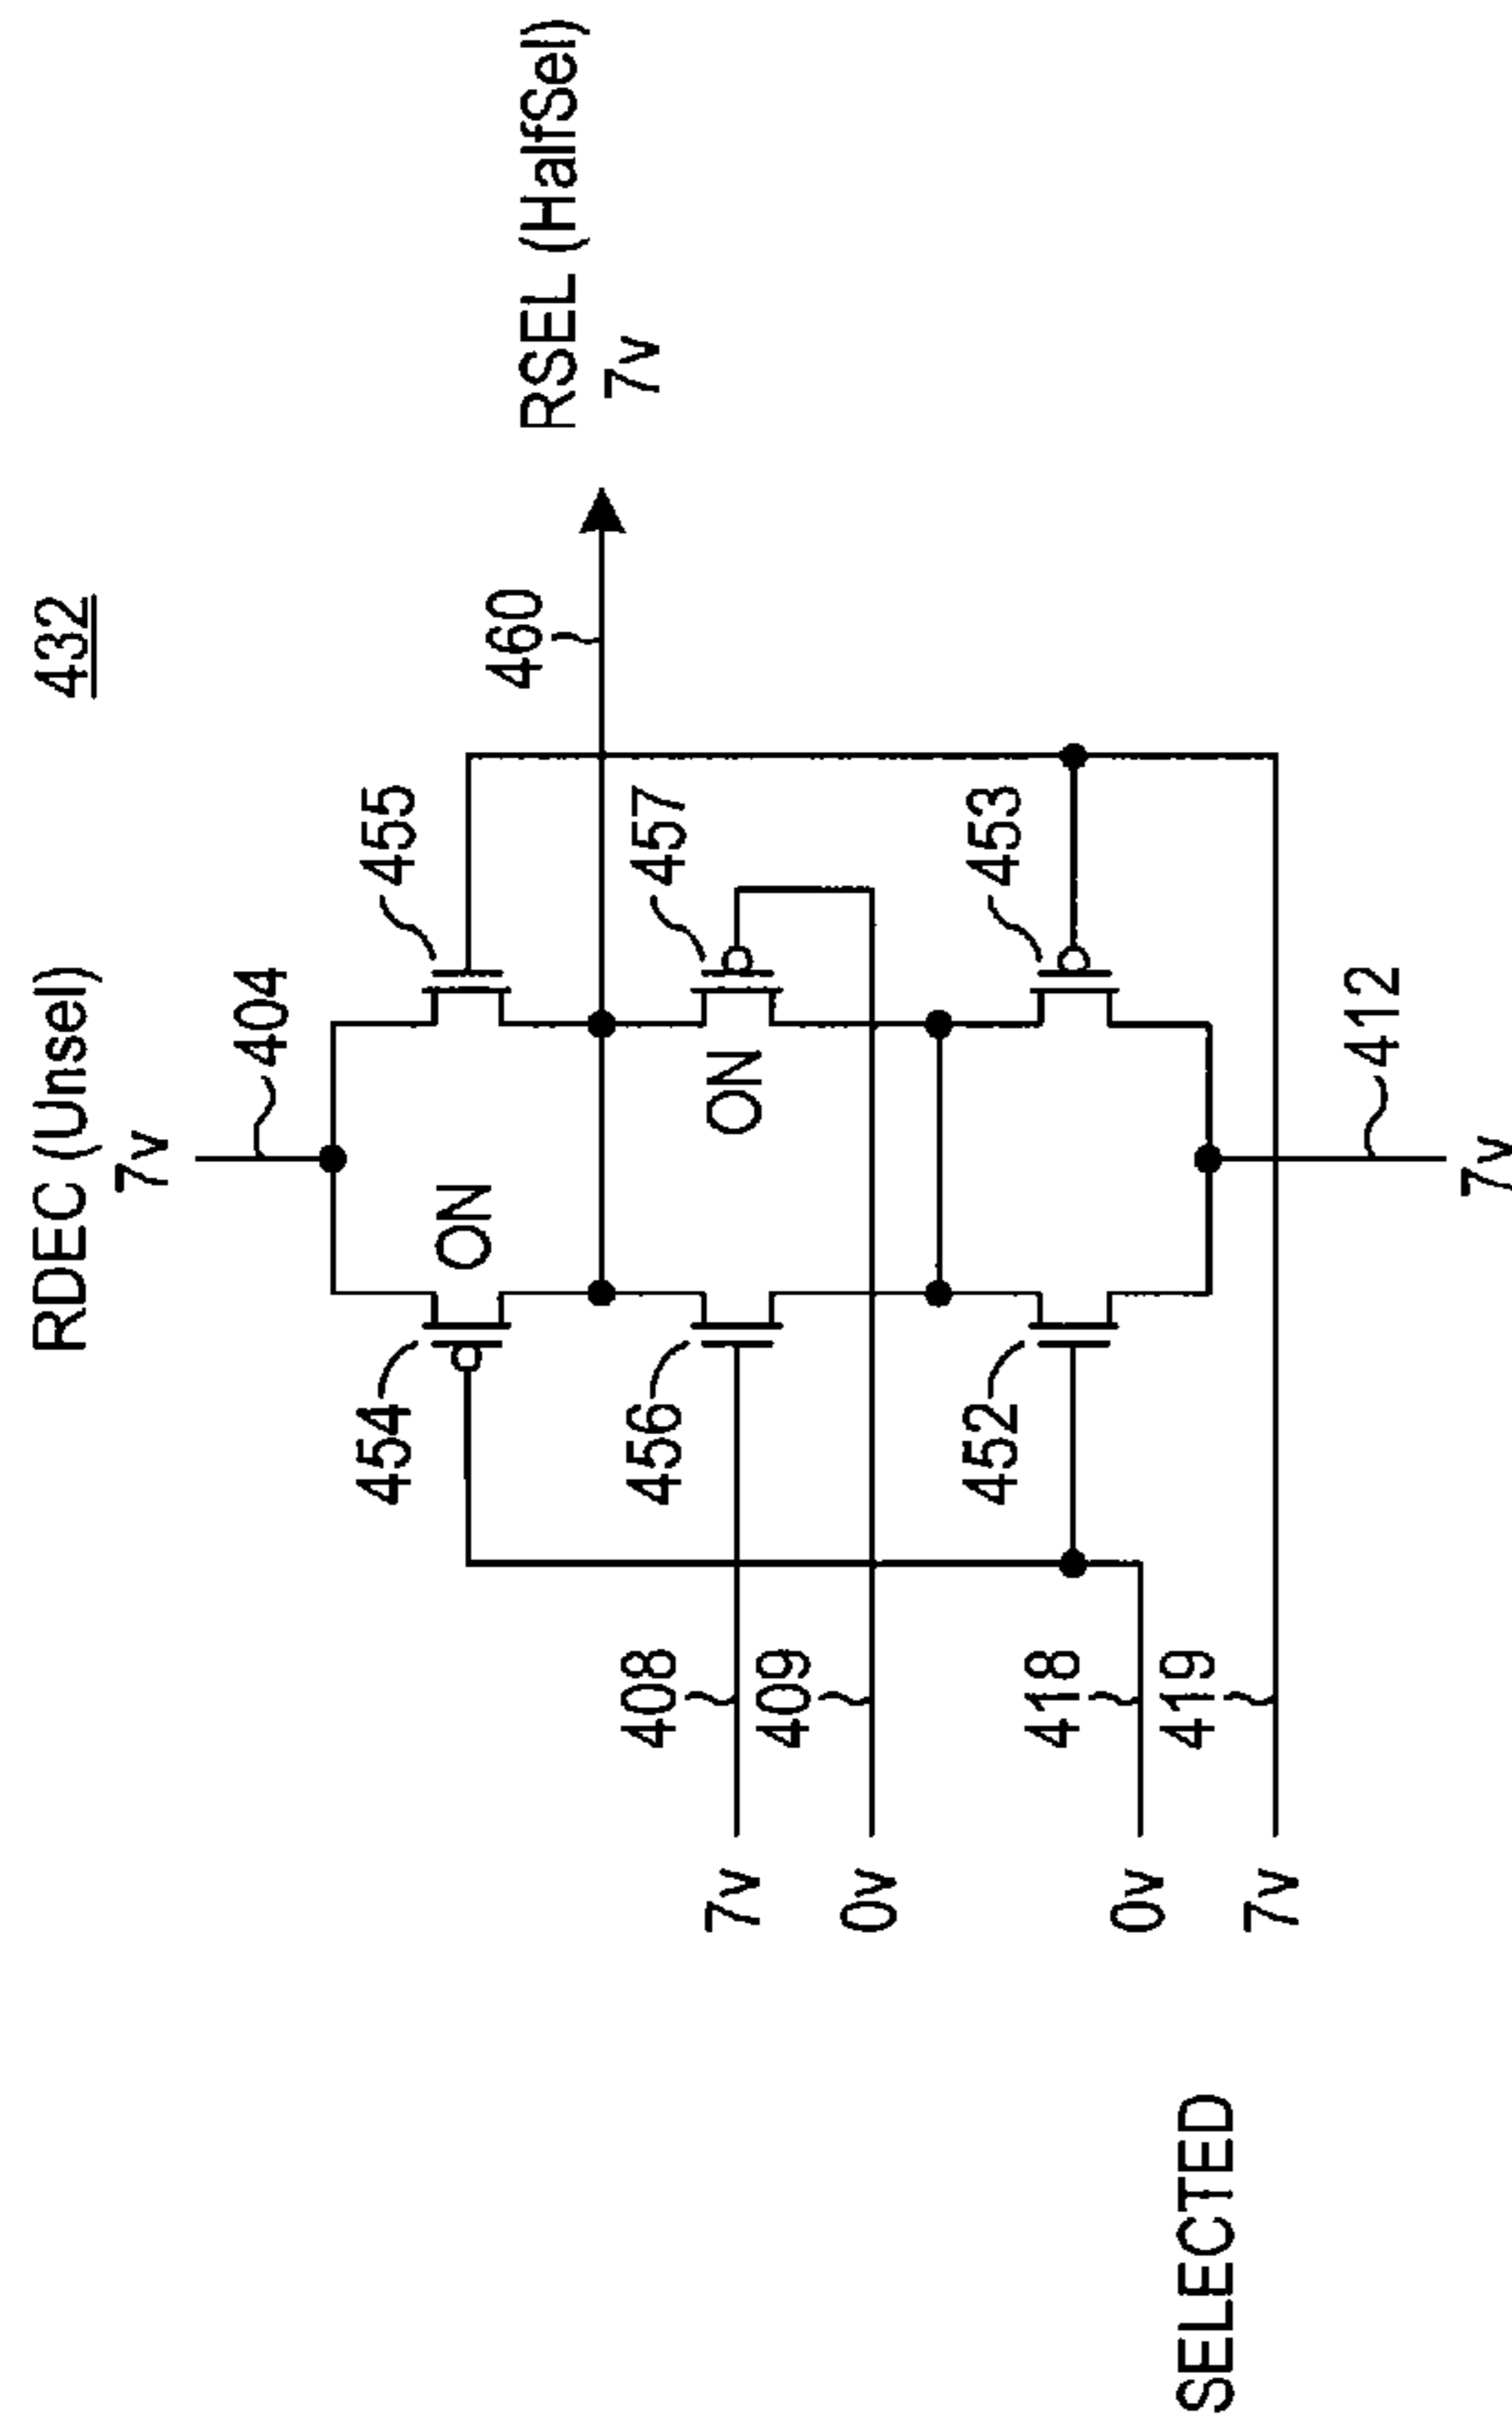 432
RDEC (Unsel)
7v
404
RSEL (HalfSel)
7v
460
454
ON
455
456
ON
457
452
453
408
7v
409
0v
418
0v
419
7v
412
7v
SELECTED